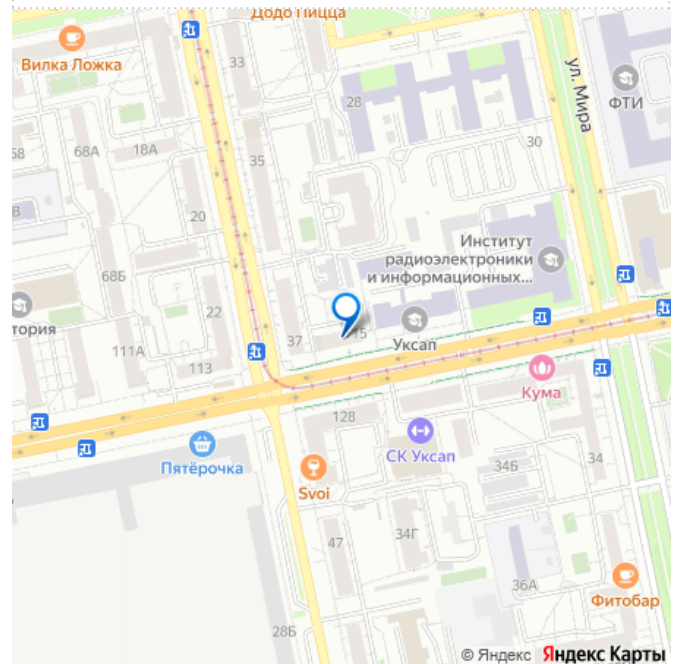 Додо Пицца
Вилка Ложка
33
ул. Мира
ФТИ
28
58
68А
18А
35
30
20
В
Институт
радиоэлектроники
и информационных...
68Б
тория
22
37
15
Уксап
111А
113
128
Кума
Пятёрочка
СК Уксап
Svoi
34Б
34
47
34Г
36А
Фитобар
28Б
© Яндекс Яндекс Карты